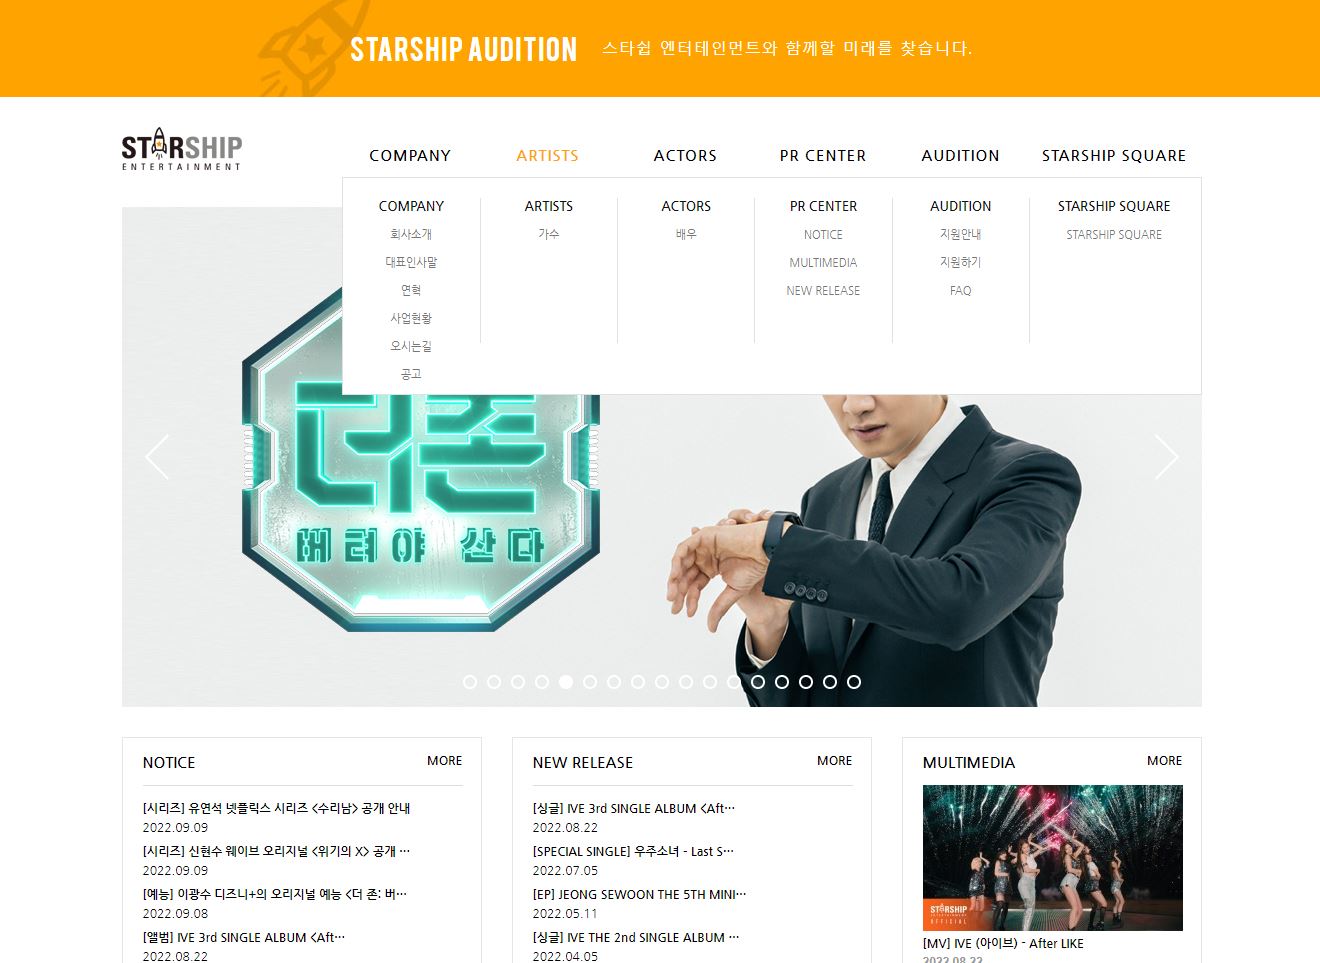 STARSHIP AUDITION 스타쉽 엔터테인먼트와 함께할 미래를 찾습니다.
STARSHIP
ENTERTAINMENT
COMPANY ARTISTS ACTORS PR CENTER AUDITION STARSHIP SQUARE
COMPANY ARTISTS ACTORS PR CENTER AUDITION STARSHIP SQUARE
회사소개 가수 배우 NOTICE 지원안내 STARSHIP SQUARE
대표인사말 MULTIMEDIA 지원하기
연혁 NEW RELEASE FAQ
사업현황
오시는길
공고
더존
버텨야 산다
NOTICE MORE
[시리즈] 유연석 넷플릭스 시리즈 <수리남> 공개 안내
2022.09.09
[시리즈] 신현수 웨이브 오리지널 <위기의 X> 공개 …
2022.09.09
[예능] 이광수 디즈니+의 오리지널 예능 <더 존: 버…
2022.09.08
[앨범] IVE 3rd SINGLE ALBUM <Aft…
2022.08.22
NEW RELEASE MORE
[싱글] IVE 3rd SINGLE ALBUM <Aft…
2022.08.22
[SPECIAL SINGLE] 우주소녀 - Last S…
2022.07.05
[EP] JEONG SEWOON THE 5TH MINI…
2022.05.11
[싱글] IVE THE 2nd SINGLE ALBUM …
2022.04.05
MULTIMEDIA MORE
STARSHIP
ENTERTAINMENT
OFFICIAL
[MV] IVE (아이브) - After LIKE
2022.08.22